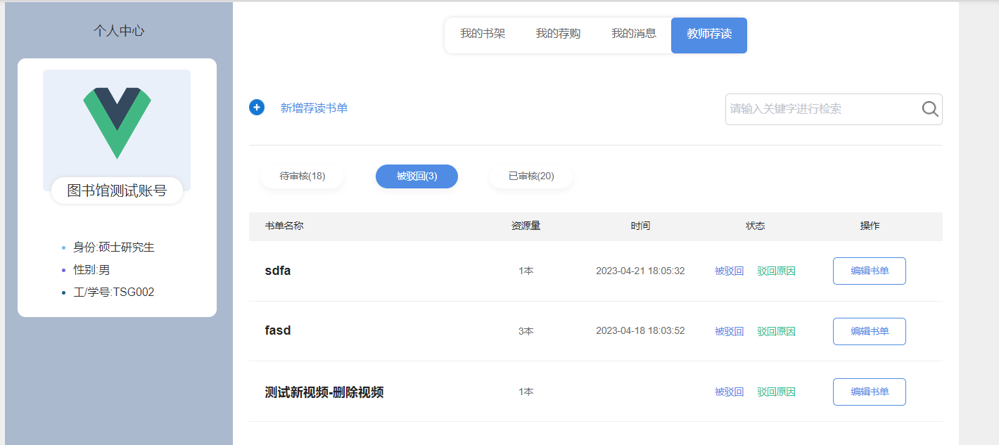 个人中心
图书馆测试账号
身份:硕士研究生
性别:男
工/学号:TSG002
我的书架 我的荐购 我的消息 教师荐读
新增荐读书单 请输入关键字进行检索
待审核(18) 被驳回(3) 已审核(20)
书单名称 资源量 时间 状态 操作
sdfa 1本 2023-04-21 18:05:32 被驳回 驳回原因 编辑书单
fasd 3本 2023-04-18 18:03:52 被驳回 驳回原因 编辑书单
测试新视频-删除视频 1本 被驳回 驳回原因 编辑书单